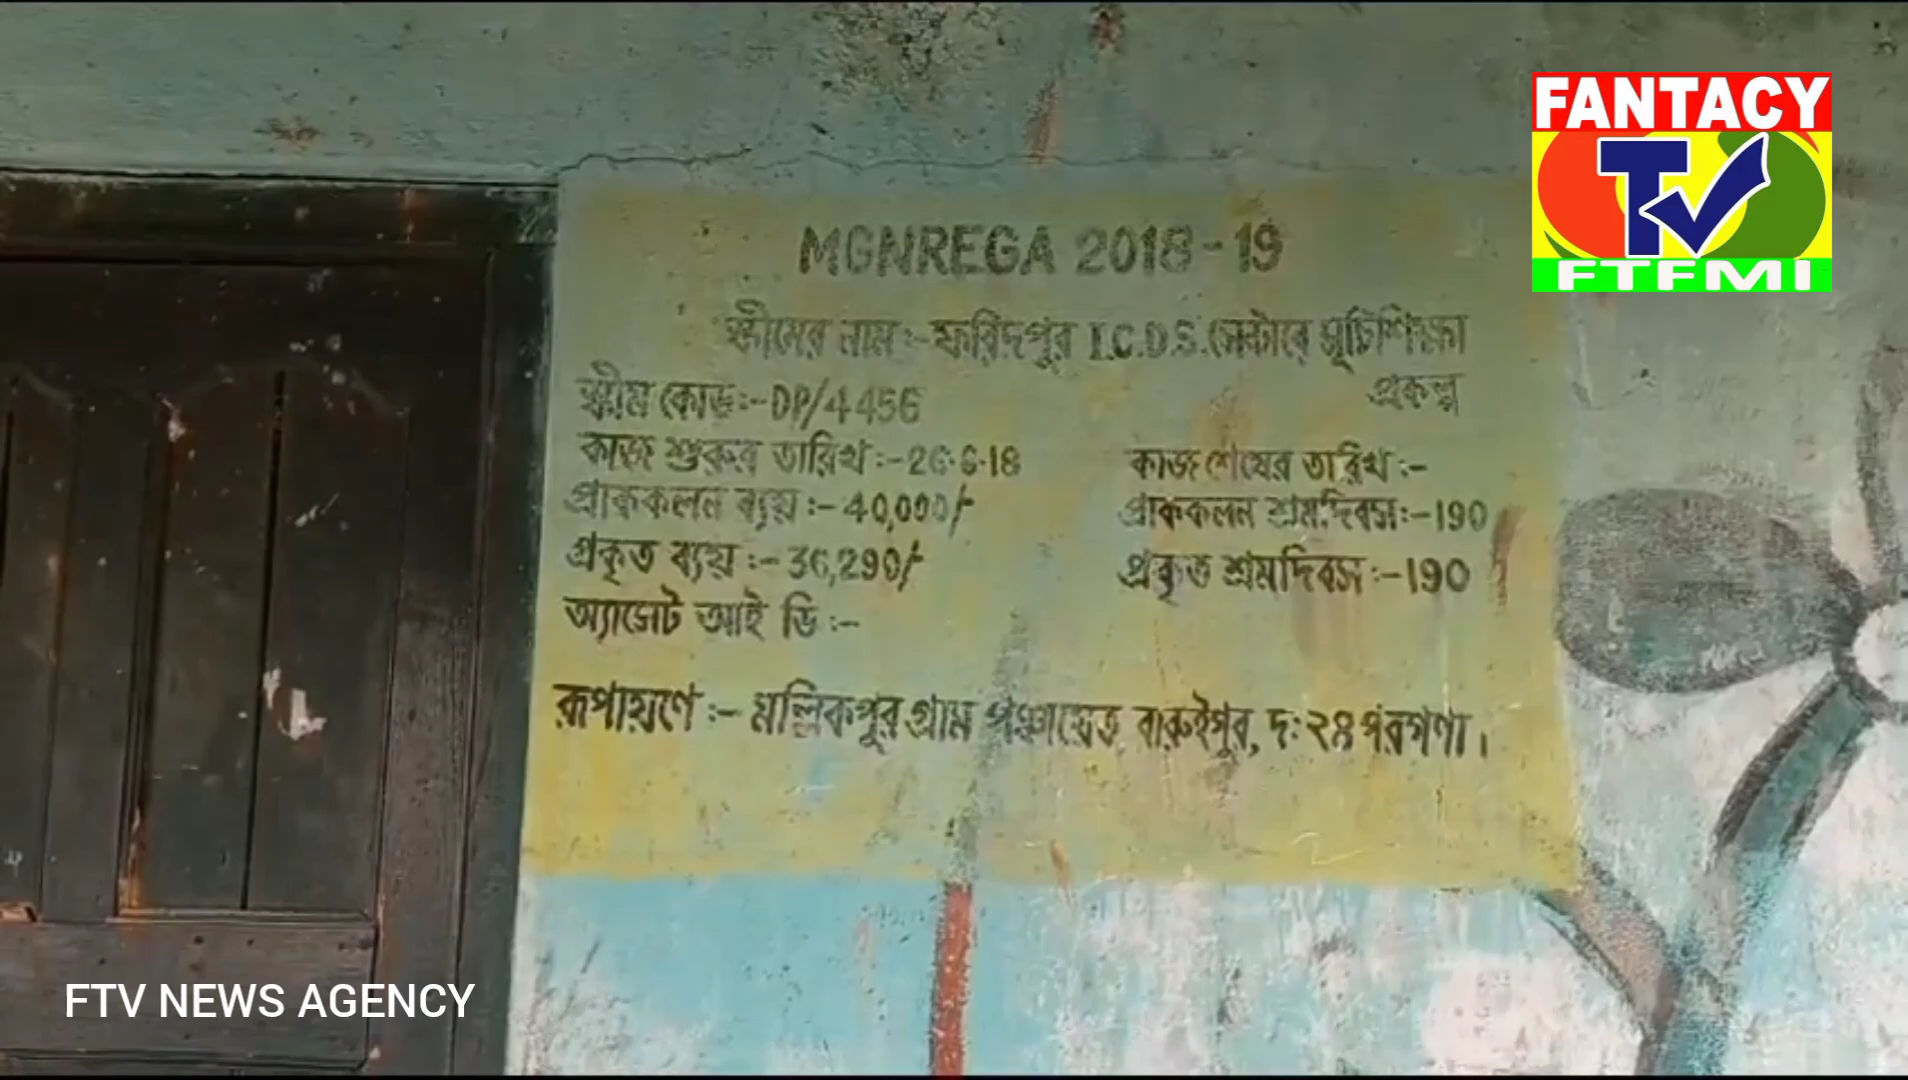 FANTACY
TV
FTFMI
MGNREGA 2018-19
স্কীমের নাম:- ফরিদপুর I.C.D.S. সেন্টারে সূচিশিক্ষা
প্রকল্প
স্কীম কোড:- DP/4456
কাজ শুরুর তারিখ:- 26.6.18
কাজ শেষের তারিখ:-
প্রাককলন ব্যয়:- 40,000/-
প্রাককলন শ্রমদিবস:- 190
প্রকৃত ব্যয়:- 36,290/-
প্রকৃত শ্রমদিবস:- 190
অ্যাসেট আই ডি:-
রূপায়ণে:- মল্লিকপুর গ্রাম পঞ্চায়েত, বারুইপুর, দ: ২৪ পরগণা।
FTV NEWS AGENCY